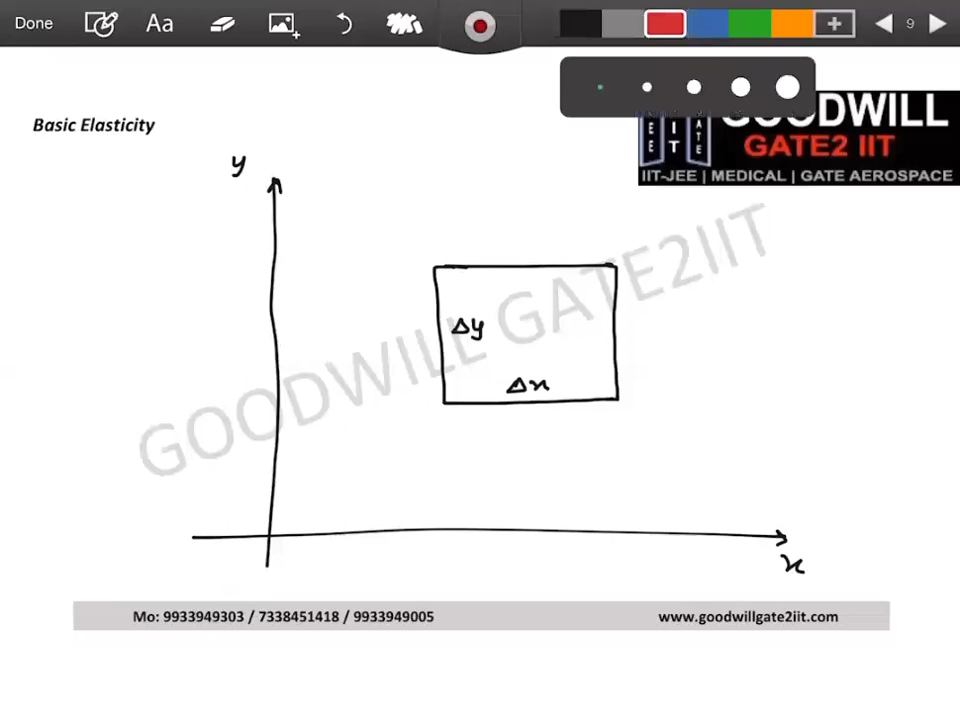 Done Aa 9
GOODWILL
GATE2 IIT
IIT-JEE | MEDICAL | GATE AEROSPACE
Basic Elasticity
y
GOODWILL GATE2IIT
Δy
Δx
x
Mo: 9933949303 / 7338451418 / 9933949005 www.goodwillgate2iit.com